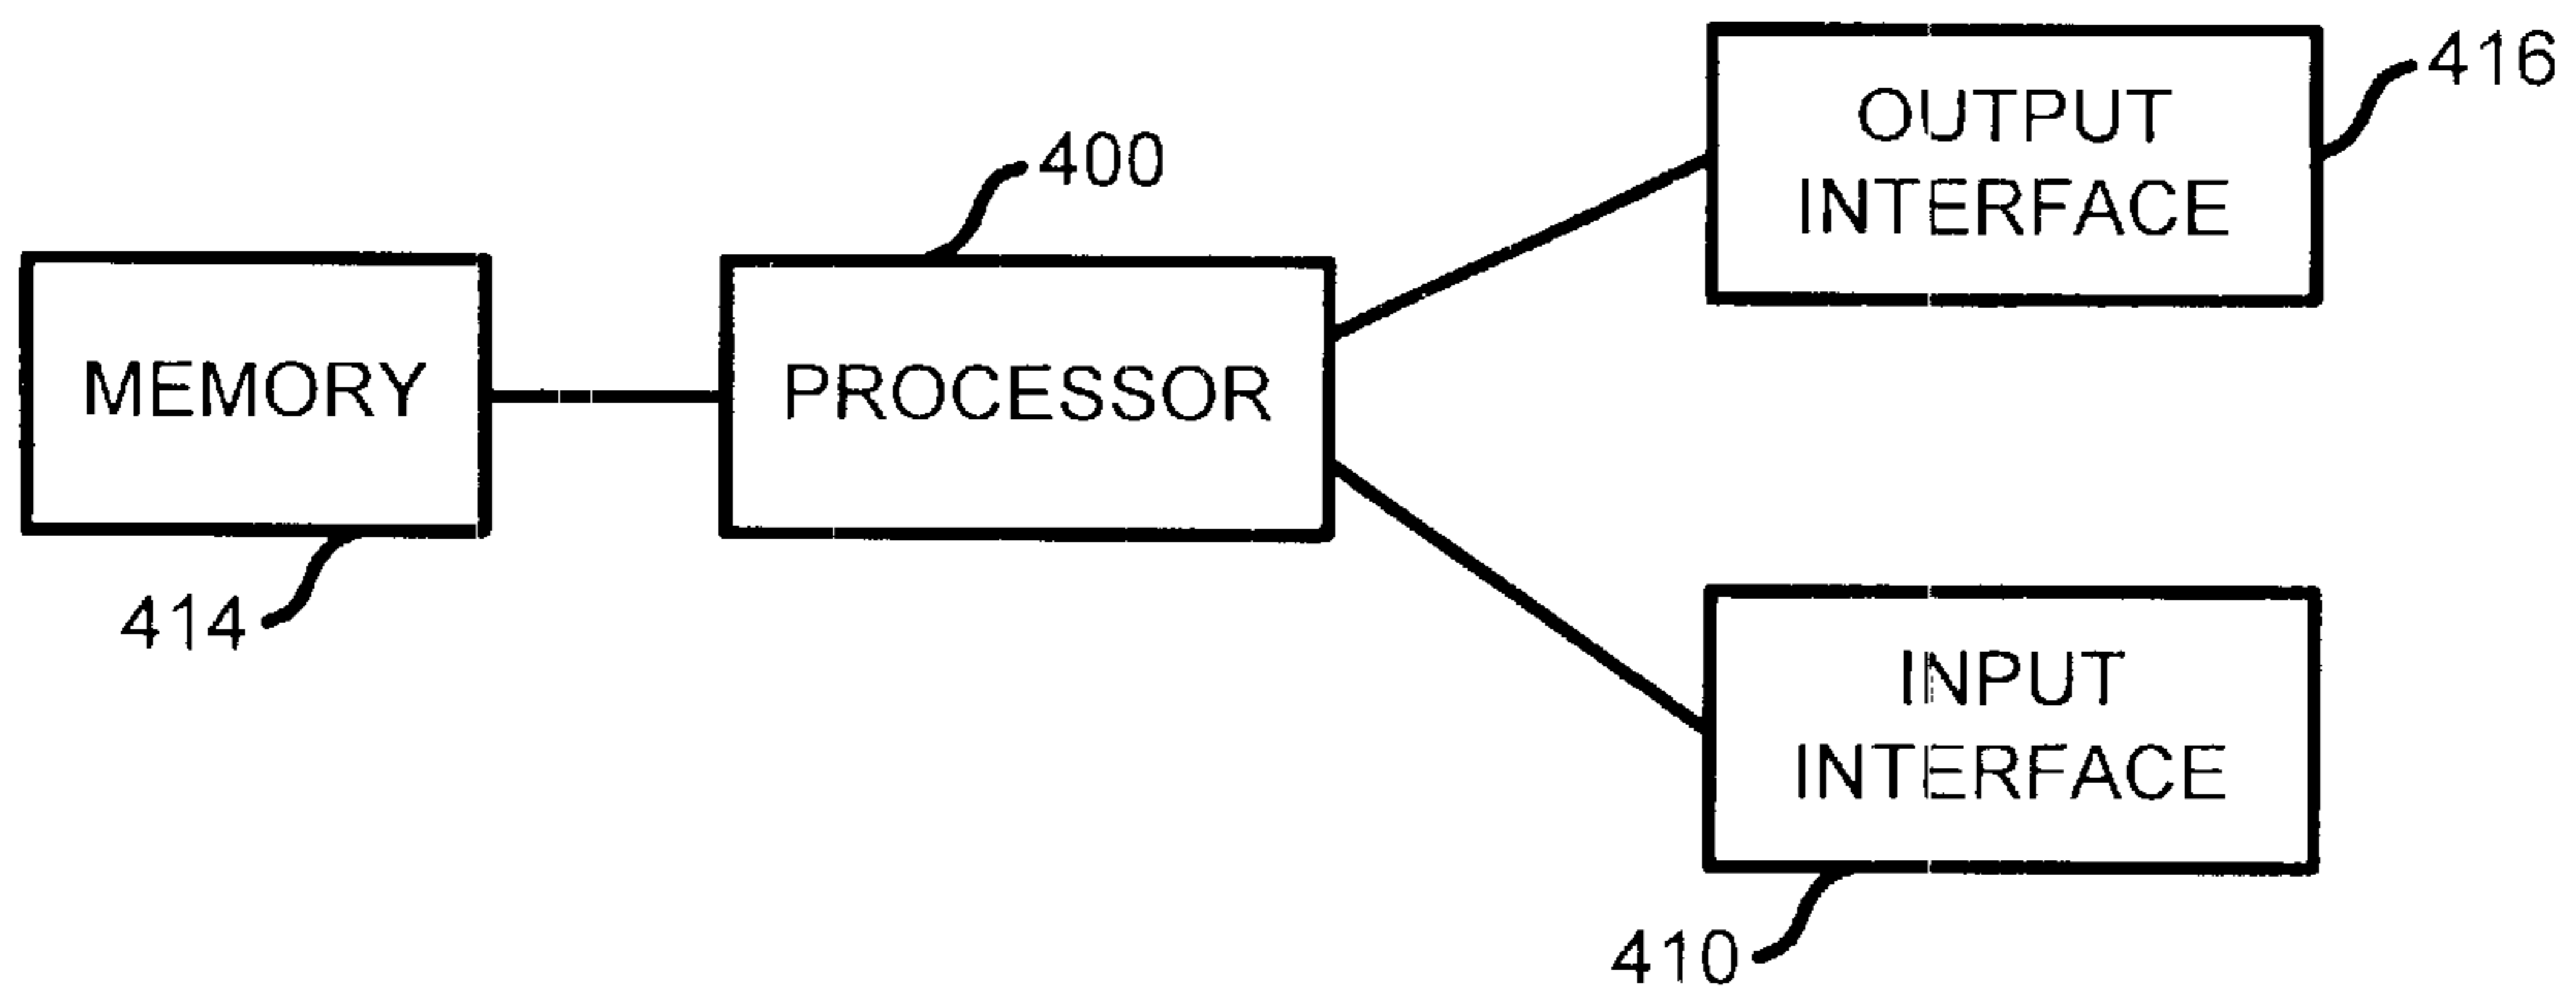 416
OUTPUT
INTERFACE
400
MEMORY
PROCESSOR
414
INPUT
INTERFACE
410